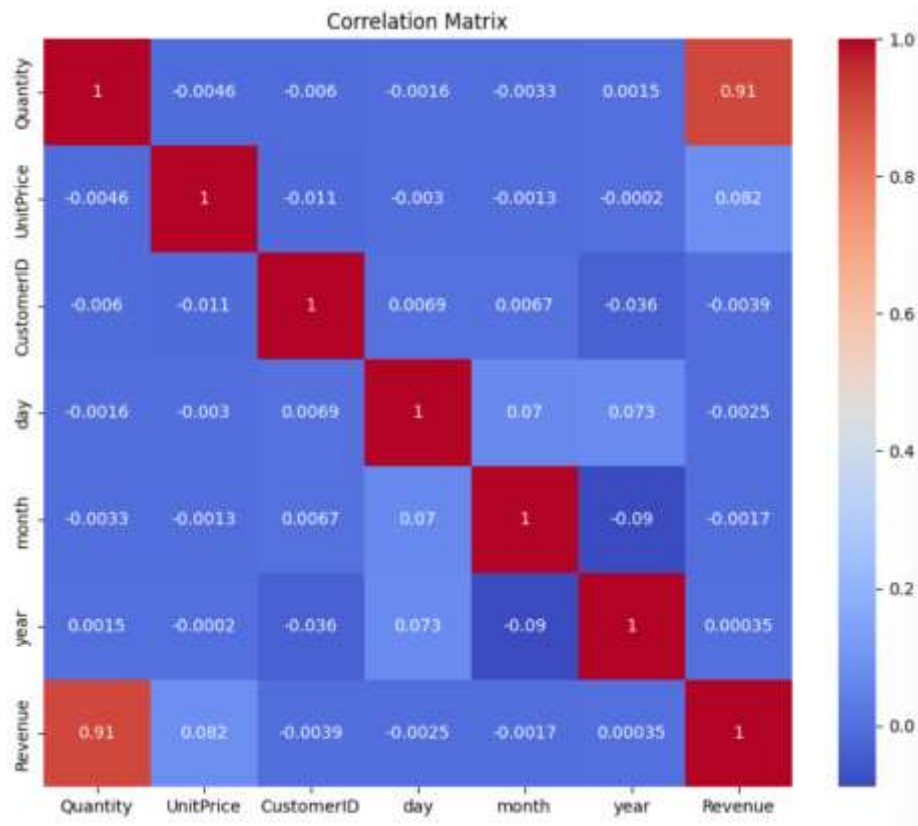 Correlation Matrix
Quantity 1 -0.0046 -0.006 -0.0016 -0.0033 0.0015 0.91
UnitPrice -0.0046 1 -0.011 -0.003 -0.0013 -0.0002 0.082
CustomerID -0.006 -0.011 1 0.0069 0.0067 -0.036 -0.0039
day -0.0016 -0.003 0.0069 1 0.07 0.073 -0.0025
month -0.0033 -0.0013 0.0067 0.07 1 -0.09 -0.0017
year 0.0015 -0.0002 -0.036 0.073 -0.09 1 0.00035
Revenue 0.91 0.082 -0.0039 -0.0025 -0.0017 0.00035 1
Quantity UnitPrice CustomerID day month year Revenue
1.0
0.8
0.6
0.4
0.2
0.0